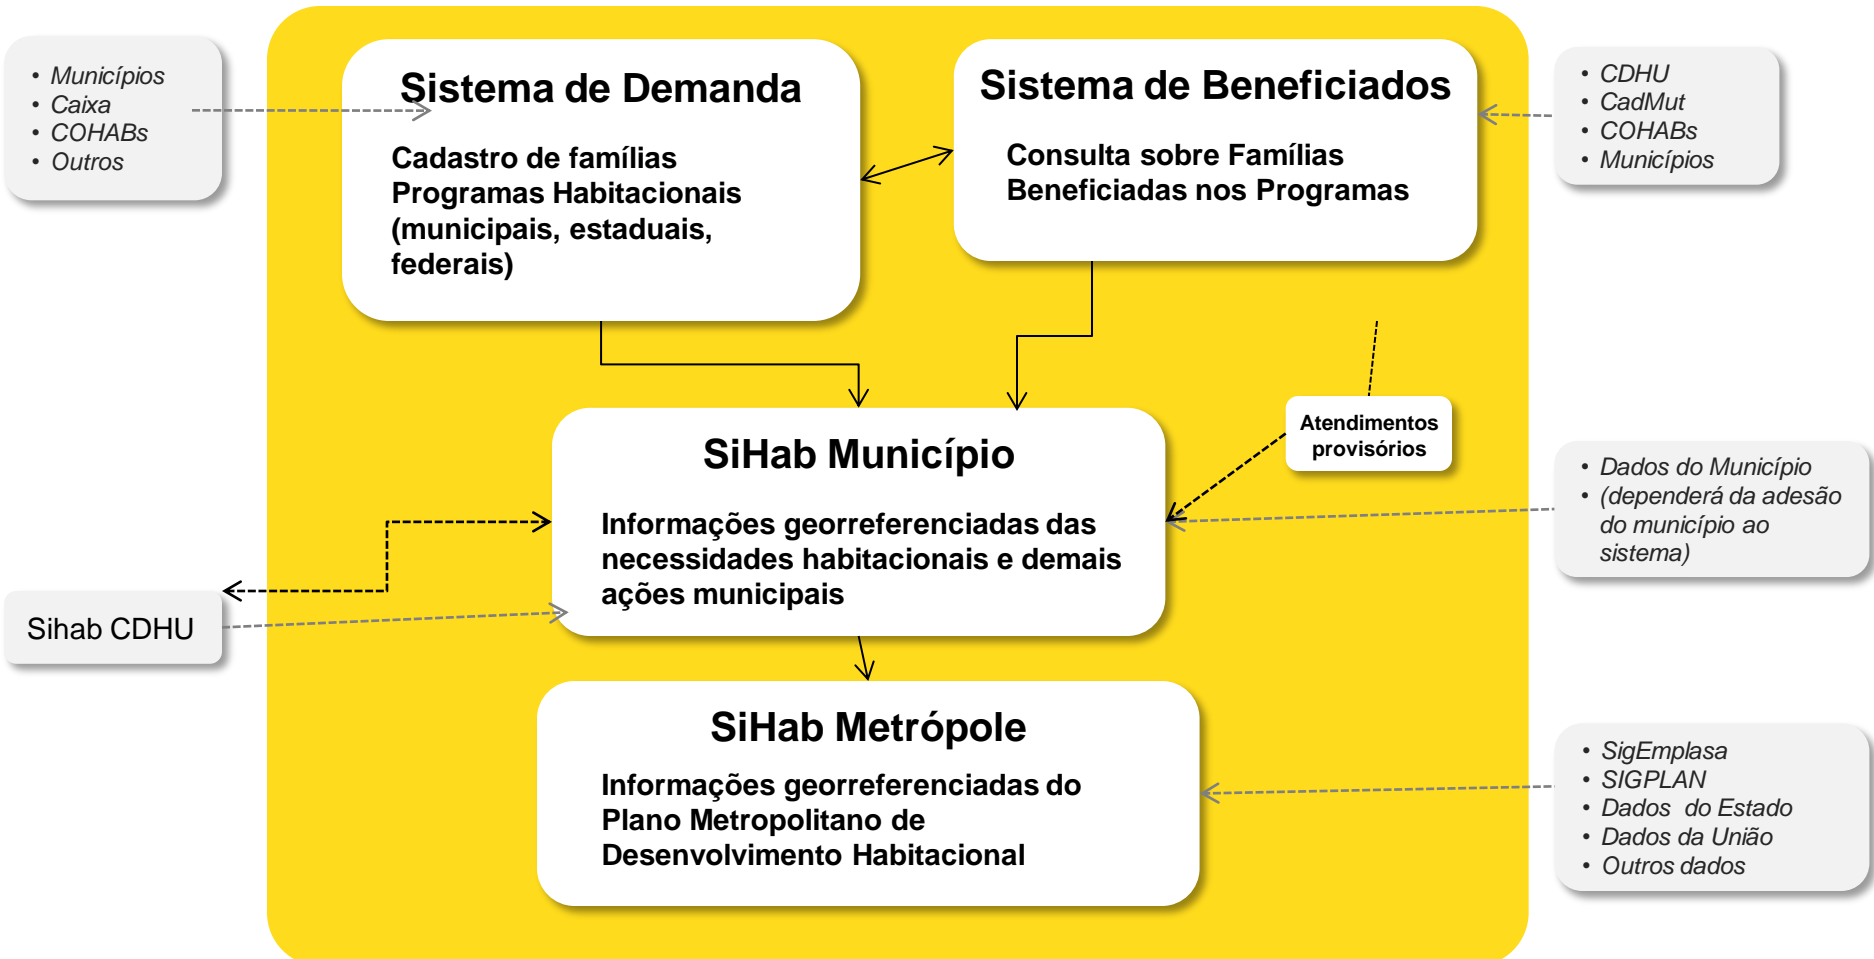 • Municípios
• Caixa
• COHABs
• Outros
Sistema de Demanda
Cadastro de famílias
Programas Habitacionais
(municipais, estaduais,
federais)
Sistema de Beneficiados
Consulta sobre Famílias
Beneficiadas nos Programas
• CDHU
• CadMut
• COHABs
• Municípios
Atendimentos
provisórios
SiHab Município
Informações georreferenciadas das
necessidades habitacionais e demais
ações municipais
• Dados do Município
• (dependerá da adesão
do município ao
sistema)
Sihab CDHU
SiHab Metrópole
Informações georreferenciadas do
Plano Metropolitano de
Desenvolvimento Habitacional
• SigEmplasa
• SIGPLAN
• Dados do Estado
• Dados da União
• Outros dados